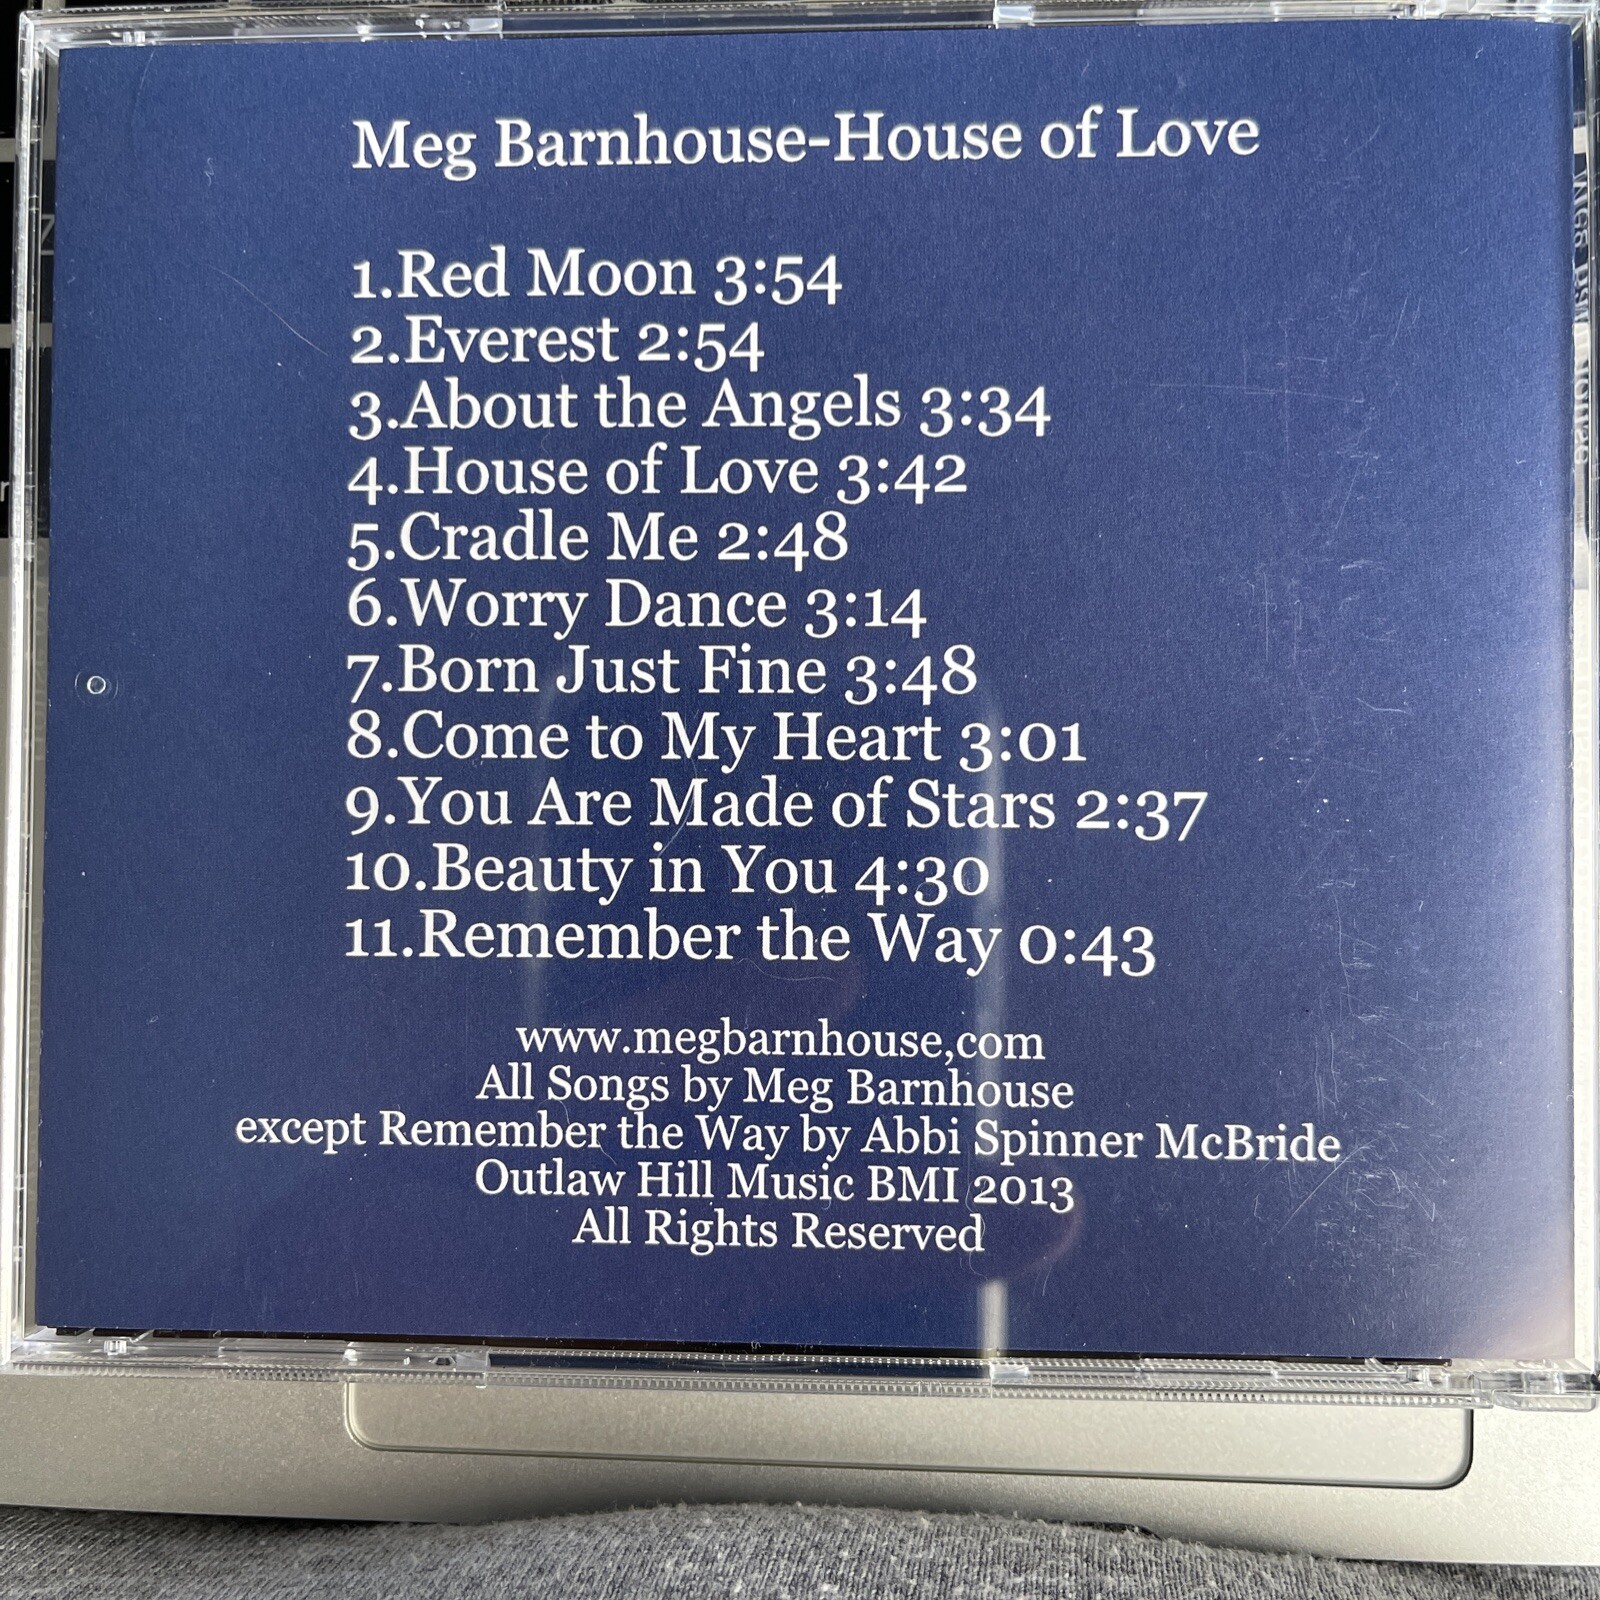 Meg Barnhouse-House of Love
1.Red Moon 3:54
2.Everest 2:54
3.About the Angels 3:34
4.House of Love 3:42
5.Cradle Me 2:48
6.Worry Dance 3:14
7.Born Just Fine 3:48
8.Come to My Heart 3:01
9.You Are Made of Stars 2:37
10.Beauty in You 4:30
11.Remember the Way 0:43
www.megbarnhouse,com
All Songs by Meg Barnhouse
except Remember the Way by Abbi Spinner McBride
Outlaw Hill Music BMI 2013
All Rights Reserved
Z